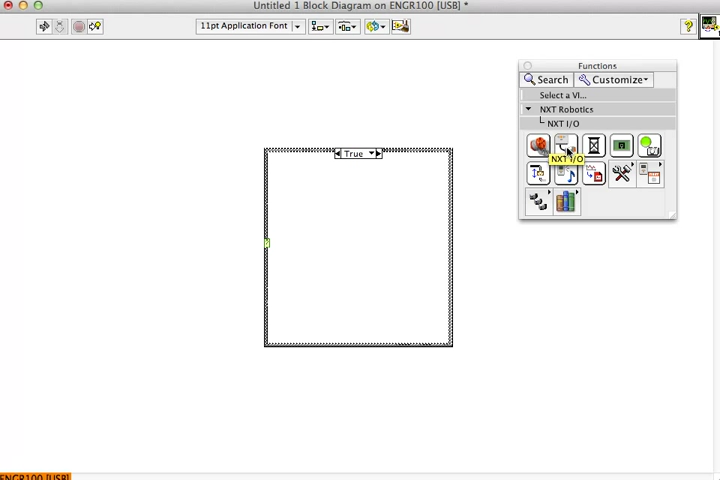 Untitled 1 Block Diagram on ENGR100 [USB] *
11pt Application Font
?
Functions
Search
Customize
Select a VI...
NXT Robotics
NXT I/O
NXT I/O
True
?
ENGR100 [USB]